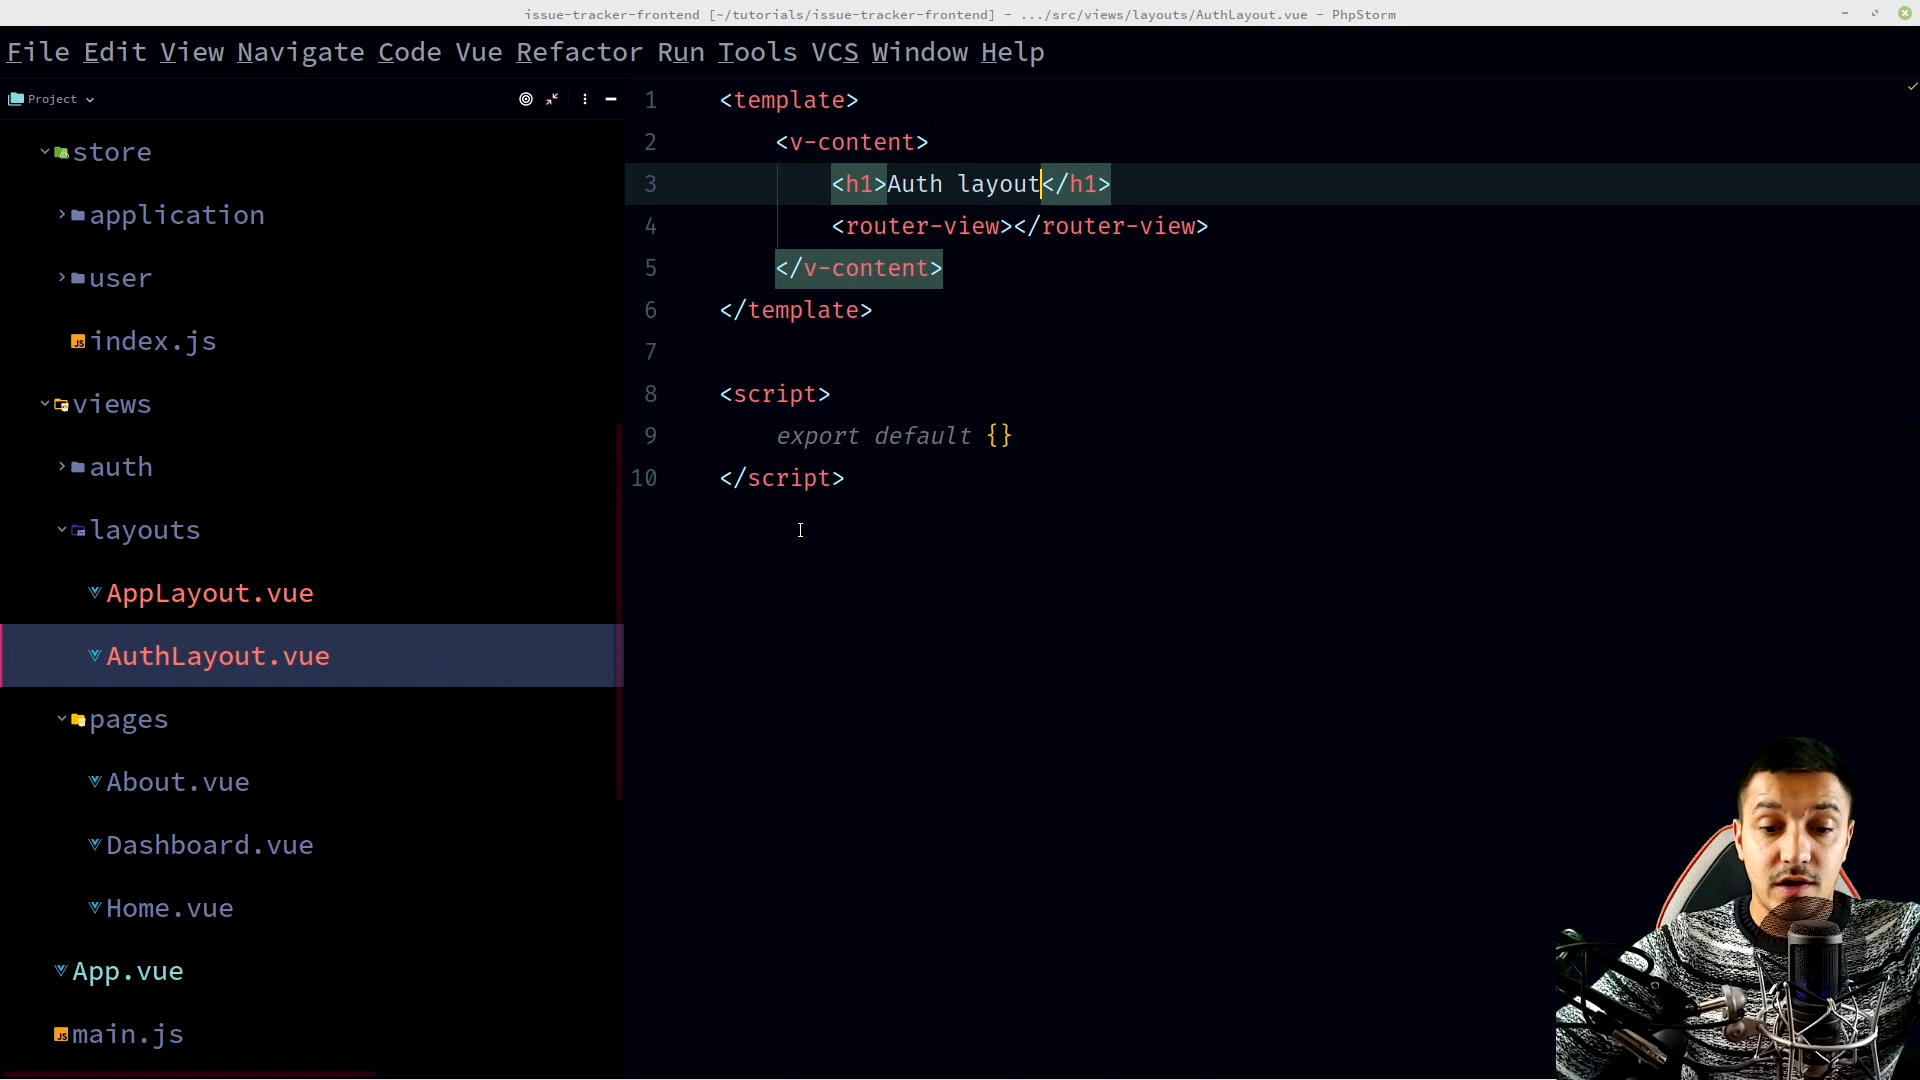 issue-tracker-frontend [~/tutorials/issue-tracker-frontend] - .../src/views/layouts/AuthLayout.vue - PhpStorm
File Edit View Navigate Code Vue Refactor Run Tools VCS Window Help
Project
store
application
user
index.js
views
auth
layouts
AppLayout.vue
AuthLayout.vue
pages
About.vue
Dashboard.vue
Home.vue
App.vue
main.js
1 <template>
2 <v-content>
3 <h1>Auth layout</h1>
4 <router-view></router-view>
5 </v-content>
6 </template>
7
8 <script>
9 export default {}
10 </script>